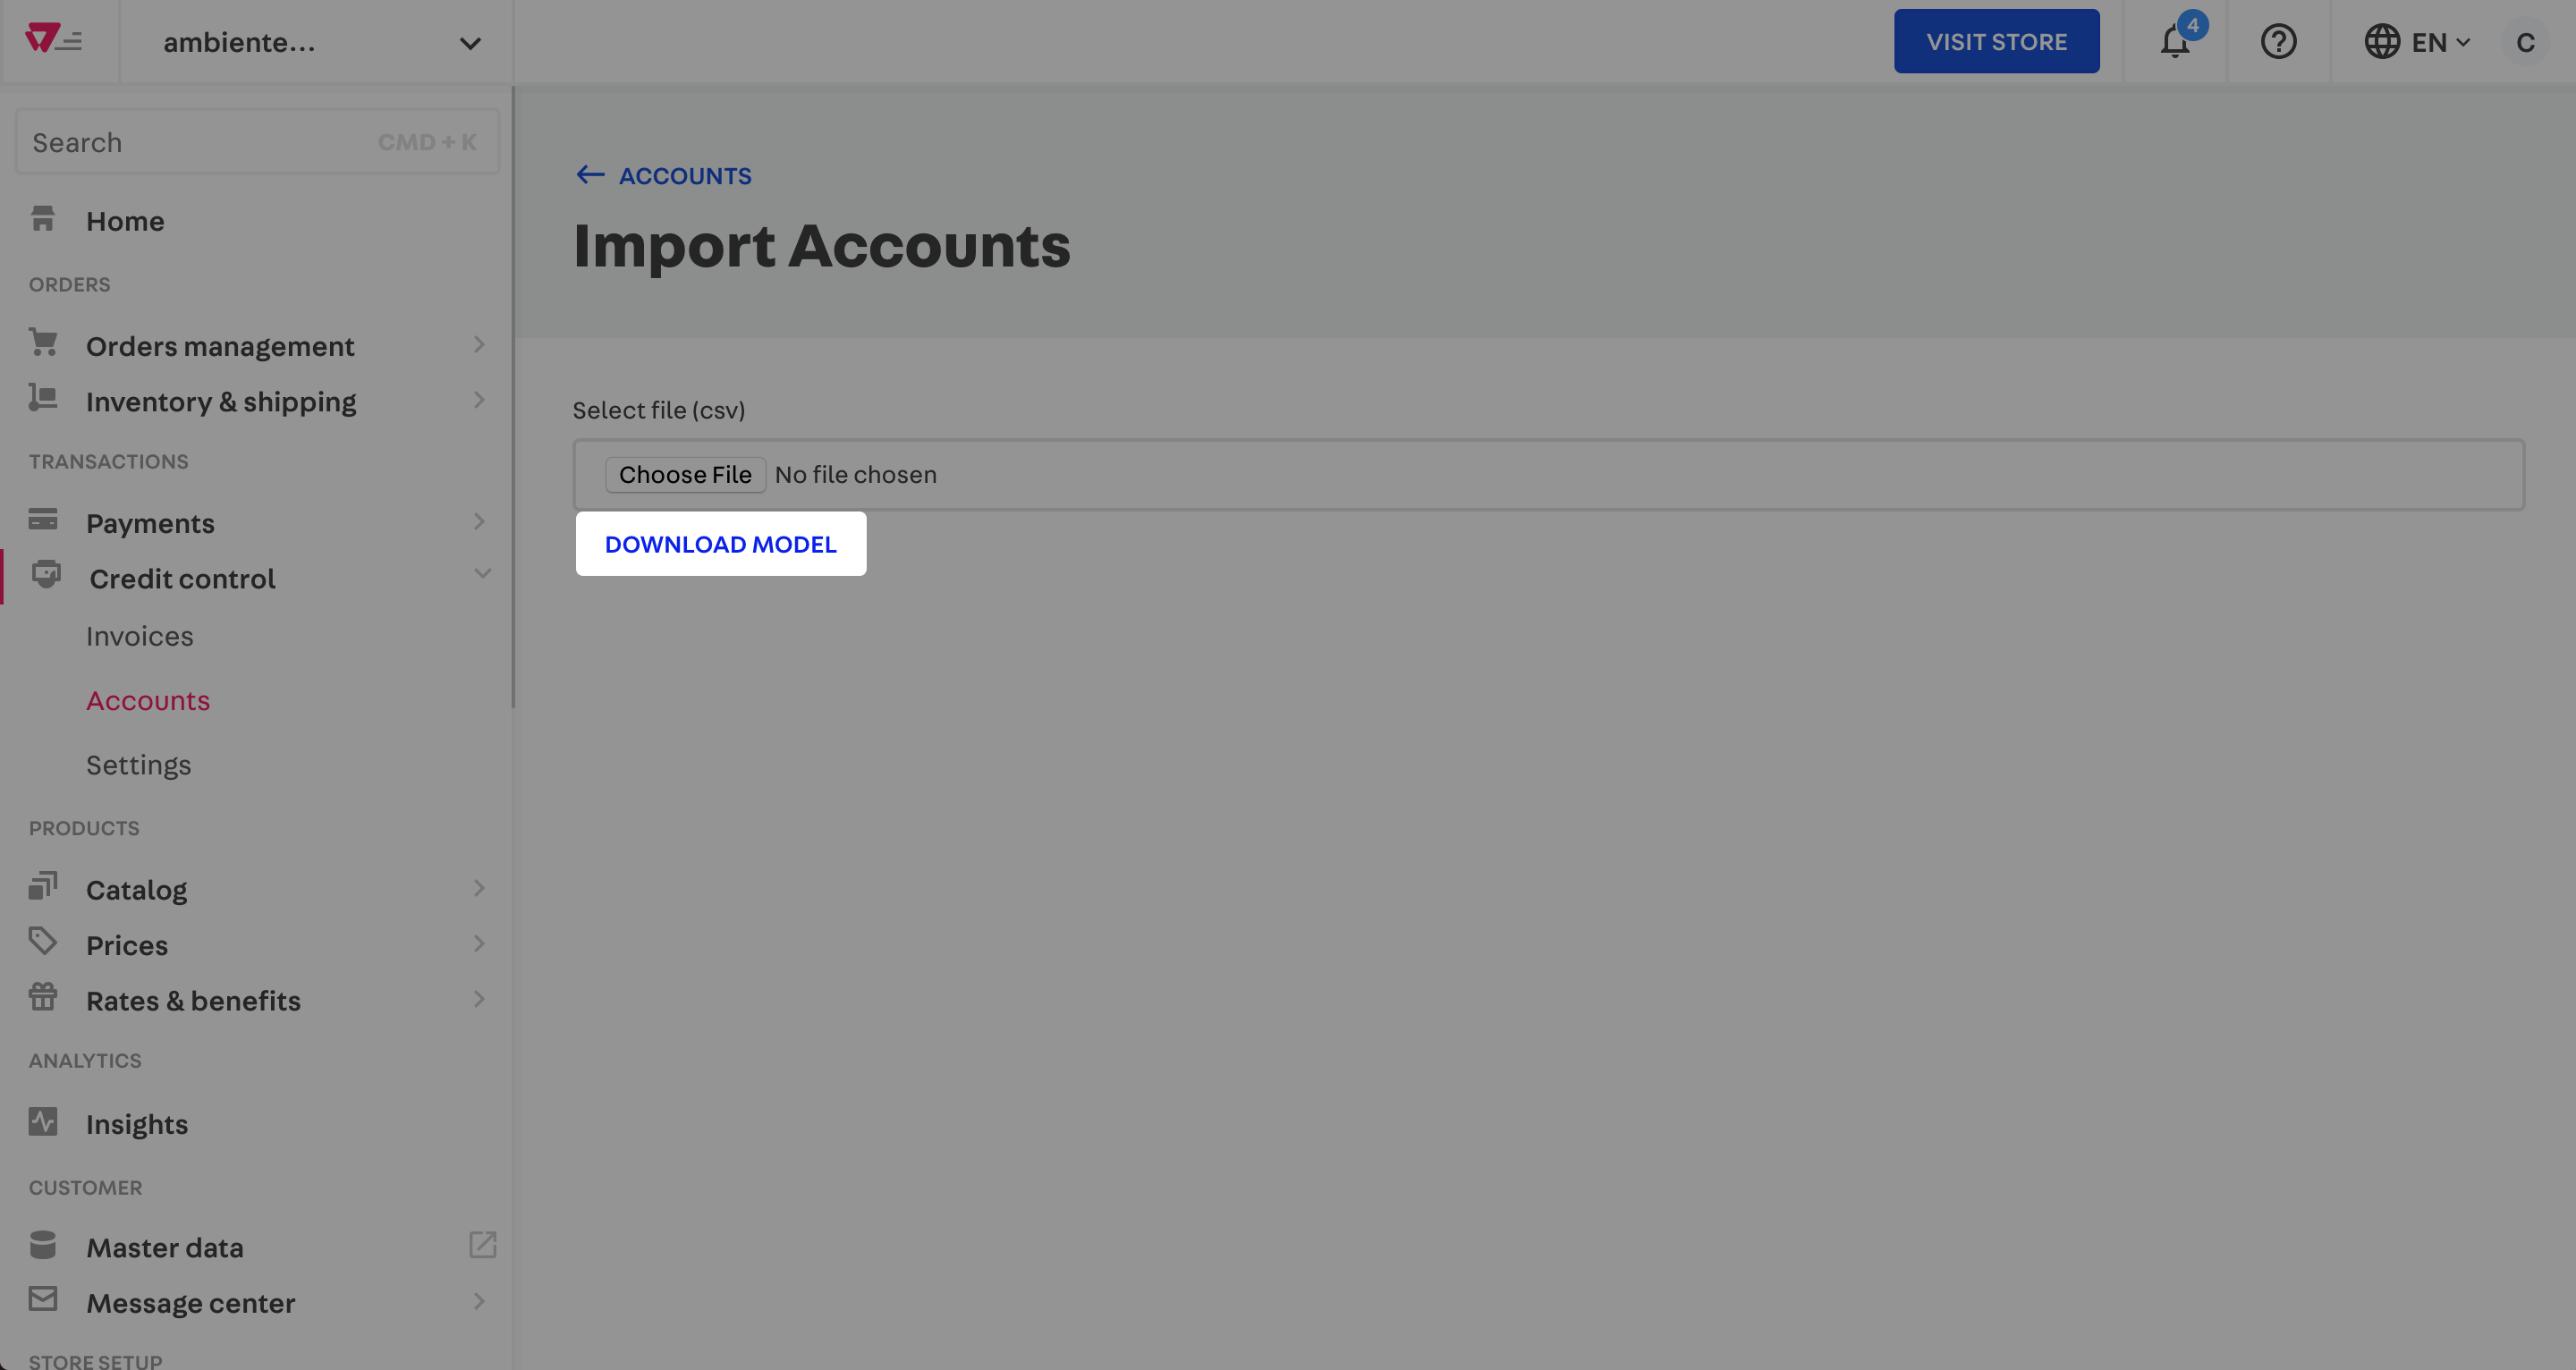 ambiente...
VISIT STORE
4
EN
C
Search
CMD + K
Home
ORDERS
Orders management
Inventory & shipping
TRANSACTIONS
Payments
Credit control
Invoices
Accounts
Settings
PRODUCTS
Catalog
Prices
Rates & benefits
ANALYTICS
Insights
CUSTOMER
Master data
Message center
STORE SETUP
ACCOUNTS
Import Accounts
Select file (csv)
Choose File No file chosen
DOWNLOAD MODEL